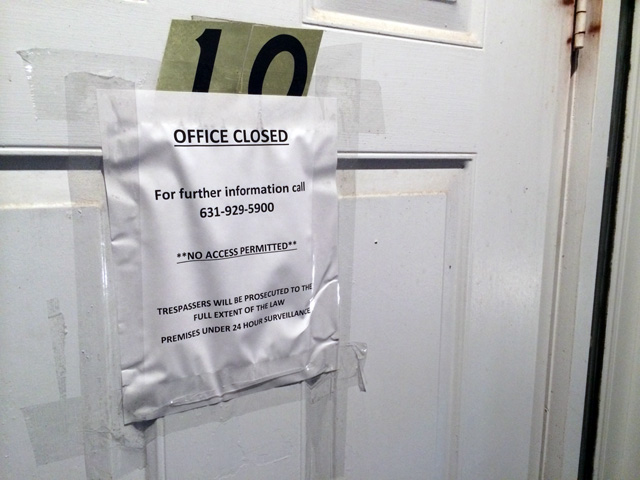 10
OFFICE CLOSED
For further information call
631-929-5900
**NO ACCESS PERMITTED**
TRESPASSERS WILL BE PROSECUTED TO THE
FULL EXTENT OF THE LAW
PREMISES UNDER 24 HOUR SURVEILLANCE